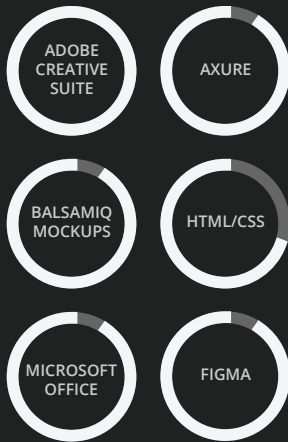 ADOBE
CREATIVE
SUITE
AXURE
BALSAMIQ
MOCKUPS
HTML/CSS
MICROSOFT
OFFICE
FIGMA